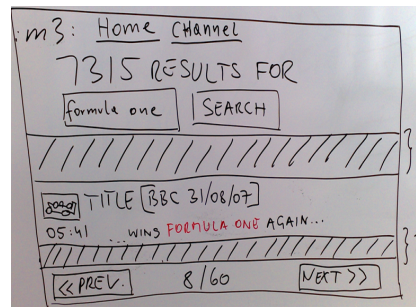 :m3: Home Channel
7315 RESULTS FOR
formula one SEARCH
TITLE [BBC 31/08/07]
05:41 ...WINS FORMULA ONE AGAIN...
<< PREV. 8/60 NEXT >>